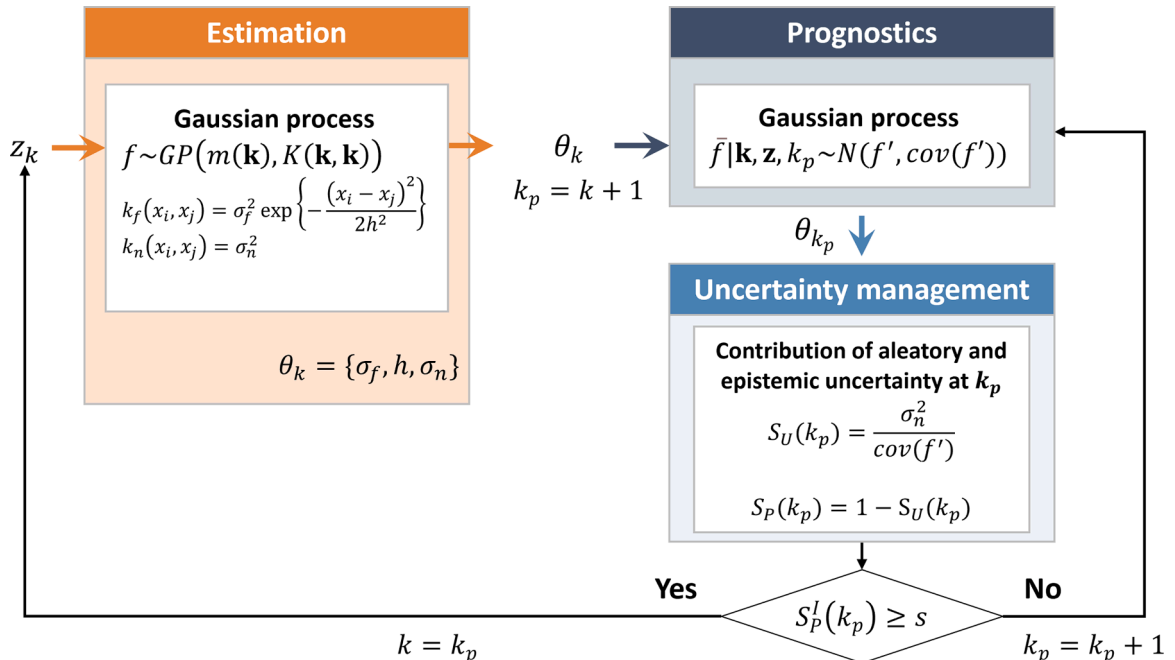 Estimation
Gaussian process
f~GP(m(𝐤), K(𝐤, 𝐤))
k_f(x_i, x_j) = σ_f^2 exp{−(x_i − x_j)^2 / 2h^2}
k_n(x_i, x_j) = σ_n^2
θ_k = {σ_f, h, σ_n}
z_k
θ_k
k_p = k + 1
Prognostics
Gaussian process
f̄|𝐤, 𝐳, k_p~N(f′, cov(f′))
θ_{k_p}
Uncertainty management
Contribution of aleatory and
epistemic uncertainty at k_p
S_U(k_p) = σ_n^2 / cov(f′)
S_P(k_p) = 1 − S_U(k_p)
Yes
S_P^I(k_p) ≥ s
No
k = k_p
k_p = k_p + 1